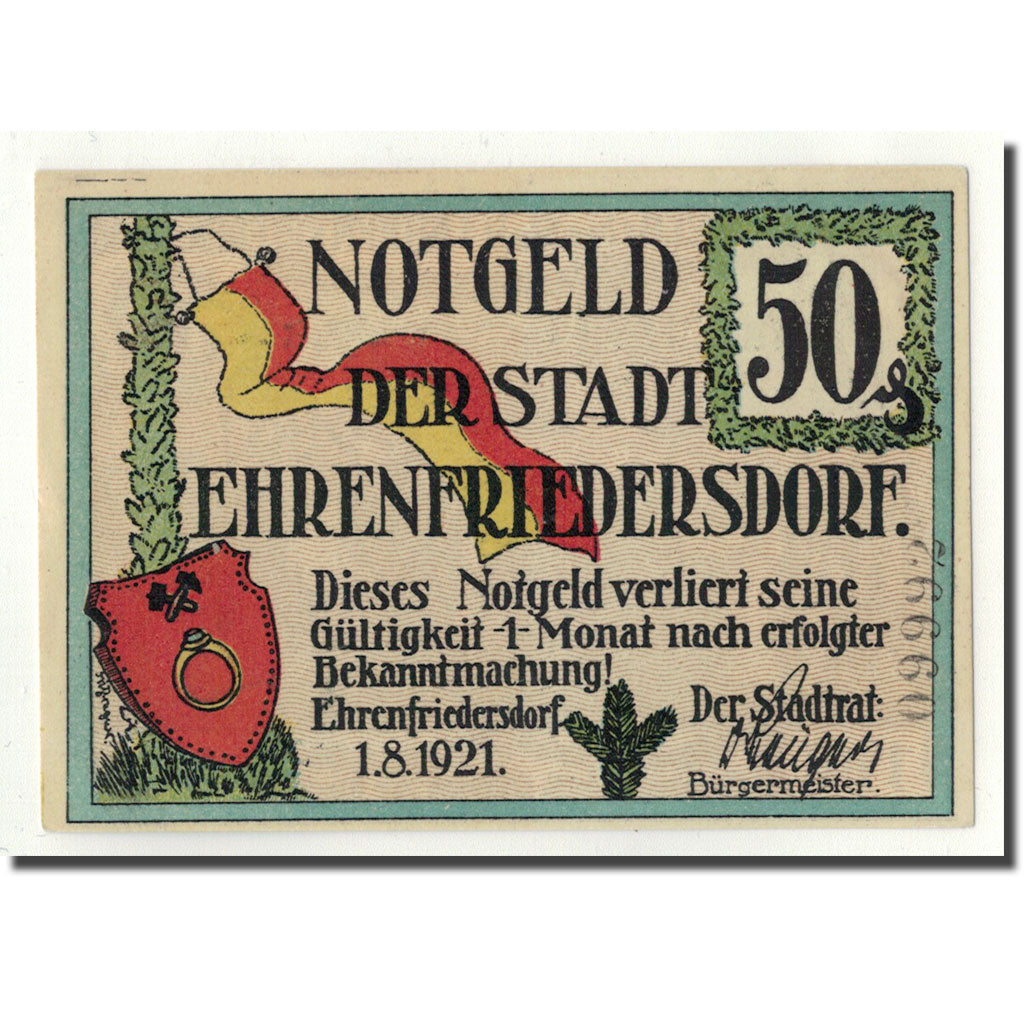 NOTGELD
50 ₰
DER STADT
EHRENFRIEDERSDORF.
Dieses Notgeld verliert seine
Gültigkeit -1- Monat nach erfolgter
Bekanntmachung!
Ehrenfriedersdorf,
1.8.1921.
Der Stadtrat:
Bürgermeister.